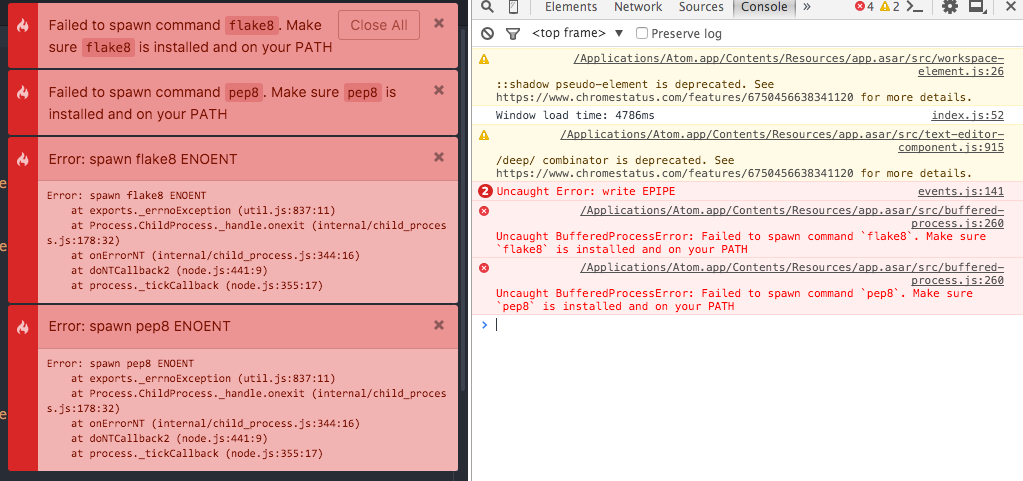 Failed to spawn command flake8. Make
sure flake8 is installed and on your PATH
Close All
Failed to spawn command pep8. Make sure pep8 is
installed and on your PATH
Error: spawn flake8 ENOENT
Error: spawn flake8 ENOENT
at exports._errnoException (util.js:837:11)
at Process.ChildProcess._handle.onexit (internal/child_proces
s.js:178:32)
at onErrorNT (internal/child_process.js:344:16)
at doNTCallback2 (node.js:441:9)
at process._tickCallback (node.js:355:17)
Error: spawn pep8 ENOENT
Error: spawn pep8 ENOENT
at exports._errnoException (util.js:837:11)
at Process.ChildProcess._handle.onexit (internal/child_proces
s.js:178:32)
at onErrorNT (internal/child_process.js:344:16)
at doNTCallback2 (node.js:441:9)
at process._tickCallback (node.js:355:17)
Elements Network Sources Console » 4 2
<top frame> ▼ Preserve log
/Applications/Atom.app/Contents/Resources/app.asar/src/workspace-
element.js:26
::shadow pseudo-element is deprecated. See
https://www.chromestatus.com/features/6750456638341120 for more details.
Window load time: 4786ms index.js:52
/Applications/Atom.app/Contents/Resources/app.asar/src/text-editor-
component.js:915
/deep/ combinator is deprecated. See
https://www.chromestatus.com/features/6750456638341120 for more details.
2 Uncaught Error: write EPIPE events.js:141
/Applications/Atom.app/Contents/Resources/app.asar/src/buffered-
process.js:260
Uncaught BufferedProcessError: Failed to spawn command `flake8`. Make sure
`flake8` is installed and on your PATH
/Applications/Atom.app/Contents/Resources/app.asar/src/buffered-
process.js:260
Uncaught BufferedProcessError: Failed to spawn command `pep8`. Make sure
`pep8` is installed and on your PATH